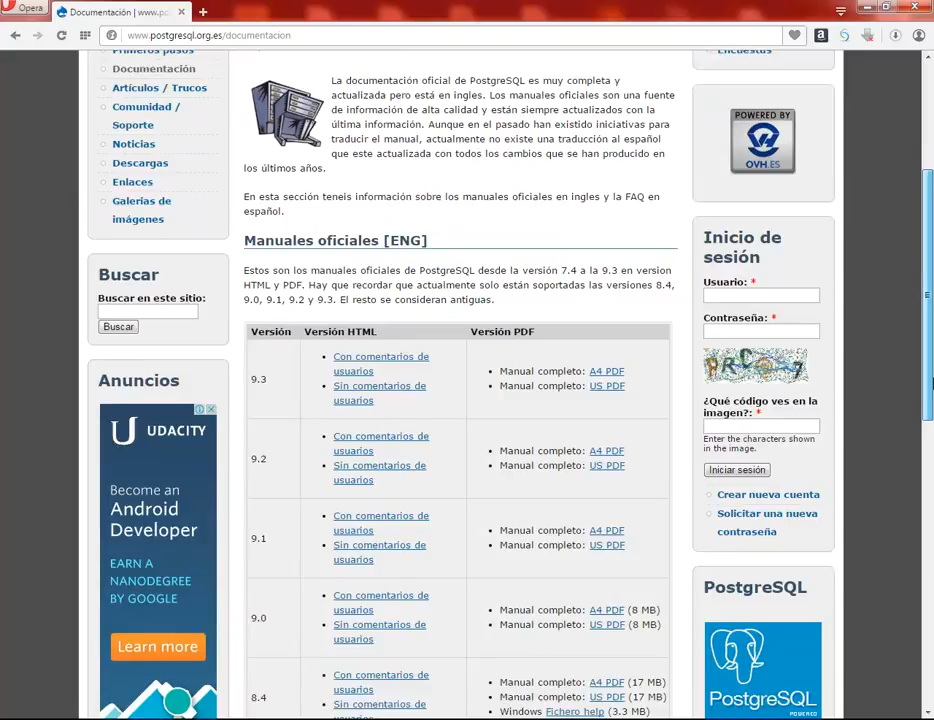 Opera
Documentación | www.po
www.postgresql.org.es/documentacion
Primeros pasos
Documentación
Artículos / Trucos
Comunidad /
Soporte
Noticias
Descargas
Enlaces
Galerias de
imágenes
Buscar
Buscar en este sitio:
Buscar
Anuncios
UDACITY
Become an
Android
Developer
EARN A
NANODEGREE
BY GOOGLE
Learn more
La documentación oficial de PostgreSQL es muy completa y
actualizada pero está en ingles. Los manuales oficiales son una fuente
de información de alta calidad y están siempre actualizados con la
última información. Aunque en el pasado han existido iniciativas para
traducir el manual, actualmente no existe una traducción al español
que este actualizada con todos los cambios que se han producido en
los últimos años.
En esta sección teneis información sobre los manuales oficiales en ingles y la FAQ en
español.
Manuales oficiales [ENG]
Estos son los manuales oficiales de PostgreSQL desde la versión 7.4 a la 9.3 en version
HTML y PDF. Hay que recordar que actualmente solo están soportadas las versiones 8.4,
9.0, 9.1, 9.2 y 9.3. El resto se consideran antiguas.
Versión Versión HTML Versión PDF
9.3
Con comentarios de
usuarios
Sin comentarios de
usuarios
Manual completo: A4 PDF
Manual completo: US PDF
9.2
Con comentarios de
usuarios
Sin comentarios de
usuarios
Manual completo: A4 PDF
Manual completo: US PDF
9.1
Con comentarios de
usuarios
Sin comentarios de
usuarios
Manual completo: A4 PDF
Manual completo: US PDF
9.0
Con comentarios de
usuarios
Sin comentarios de
usuarios
Manual completo: A4 PDF (8 MB)
Manual completo: US PDF (8 MB)
8.4
Con comentarios de
usuarios
Sin comentarios de
Manual completo: A4 PDF (17 MB)
Manual completo: US PDF (17 MB)
Windows Fichero help (3.3 MB)
Encuestas
POWERED BY
OVH.ES
Inicio de
sesión
Usuario: *
Contraseña: *
¿Qué código ves en la
imagen?: *
Enter the characters shown
in the image.
Iniciar sesión
Crear nueva cuenta
Solicitar una nueva
contraseña
PostgreSQL
PostgreSQL
POWERED